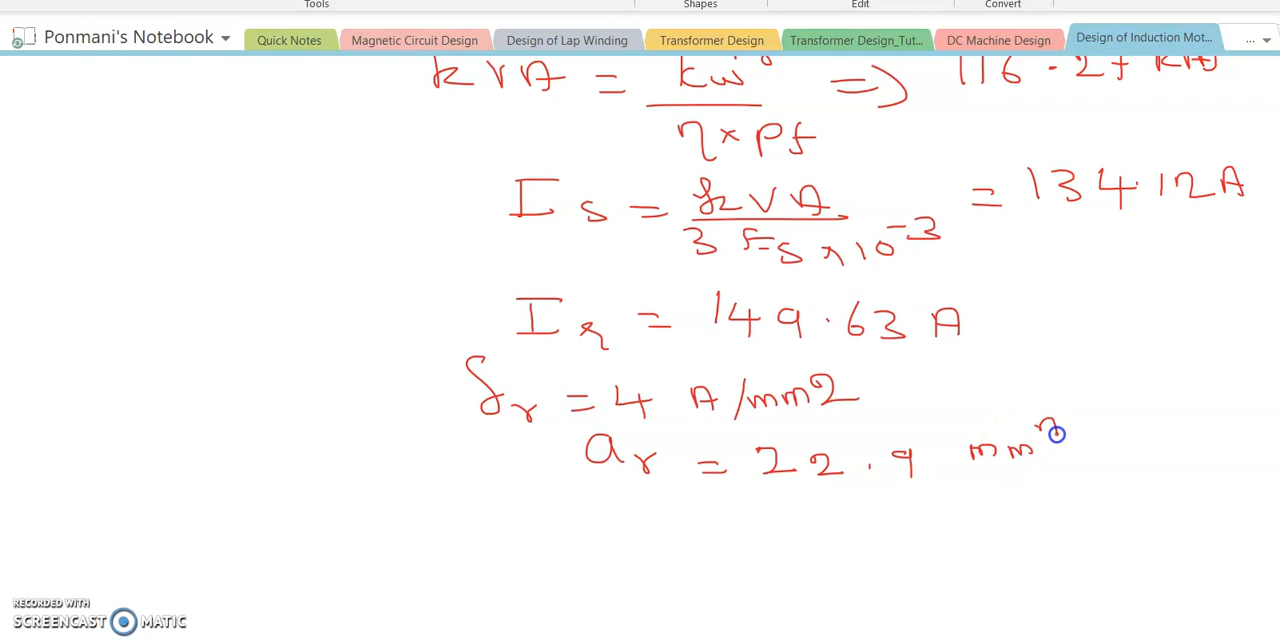 Tools Shapes Edit Convert
Ponmani's Notebook Quick Notes Magnetic Circuit Design Design of Lap Winding Transformer Design Transformer Design_Tut... DC Machine Design Design of Induction Mot... ...
kVA = kW / η × pf => 116.27 kVA
Is = kVA / 3 Es × 10^-3 = 134.12 A
Ir = 149.63 A
δr = 4 A/mm2
ar = 22.9 mm²
RECORDED WITH
SCREENCAST MATIC